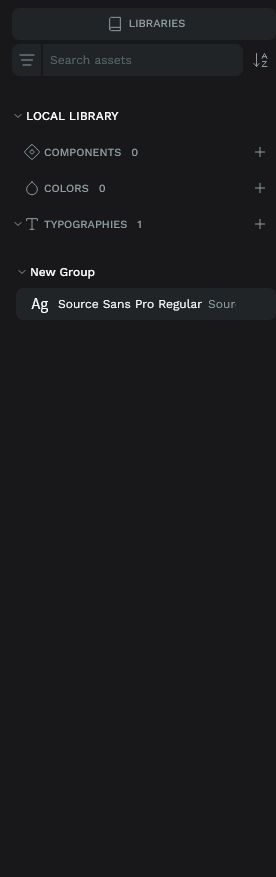 LIBRARIES
Search assets
LOCAL LIBRARY
COMPONENTS 0
COLORS 0
TYPOGRAPHIES 1
New Group
Ag Source Sans Pro Regular Sour